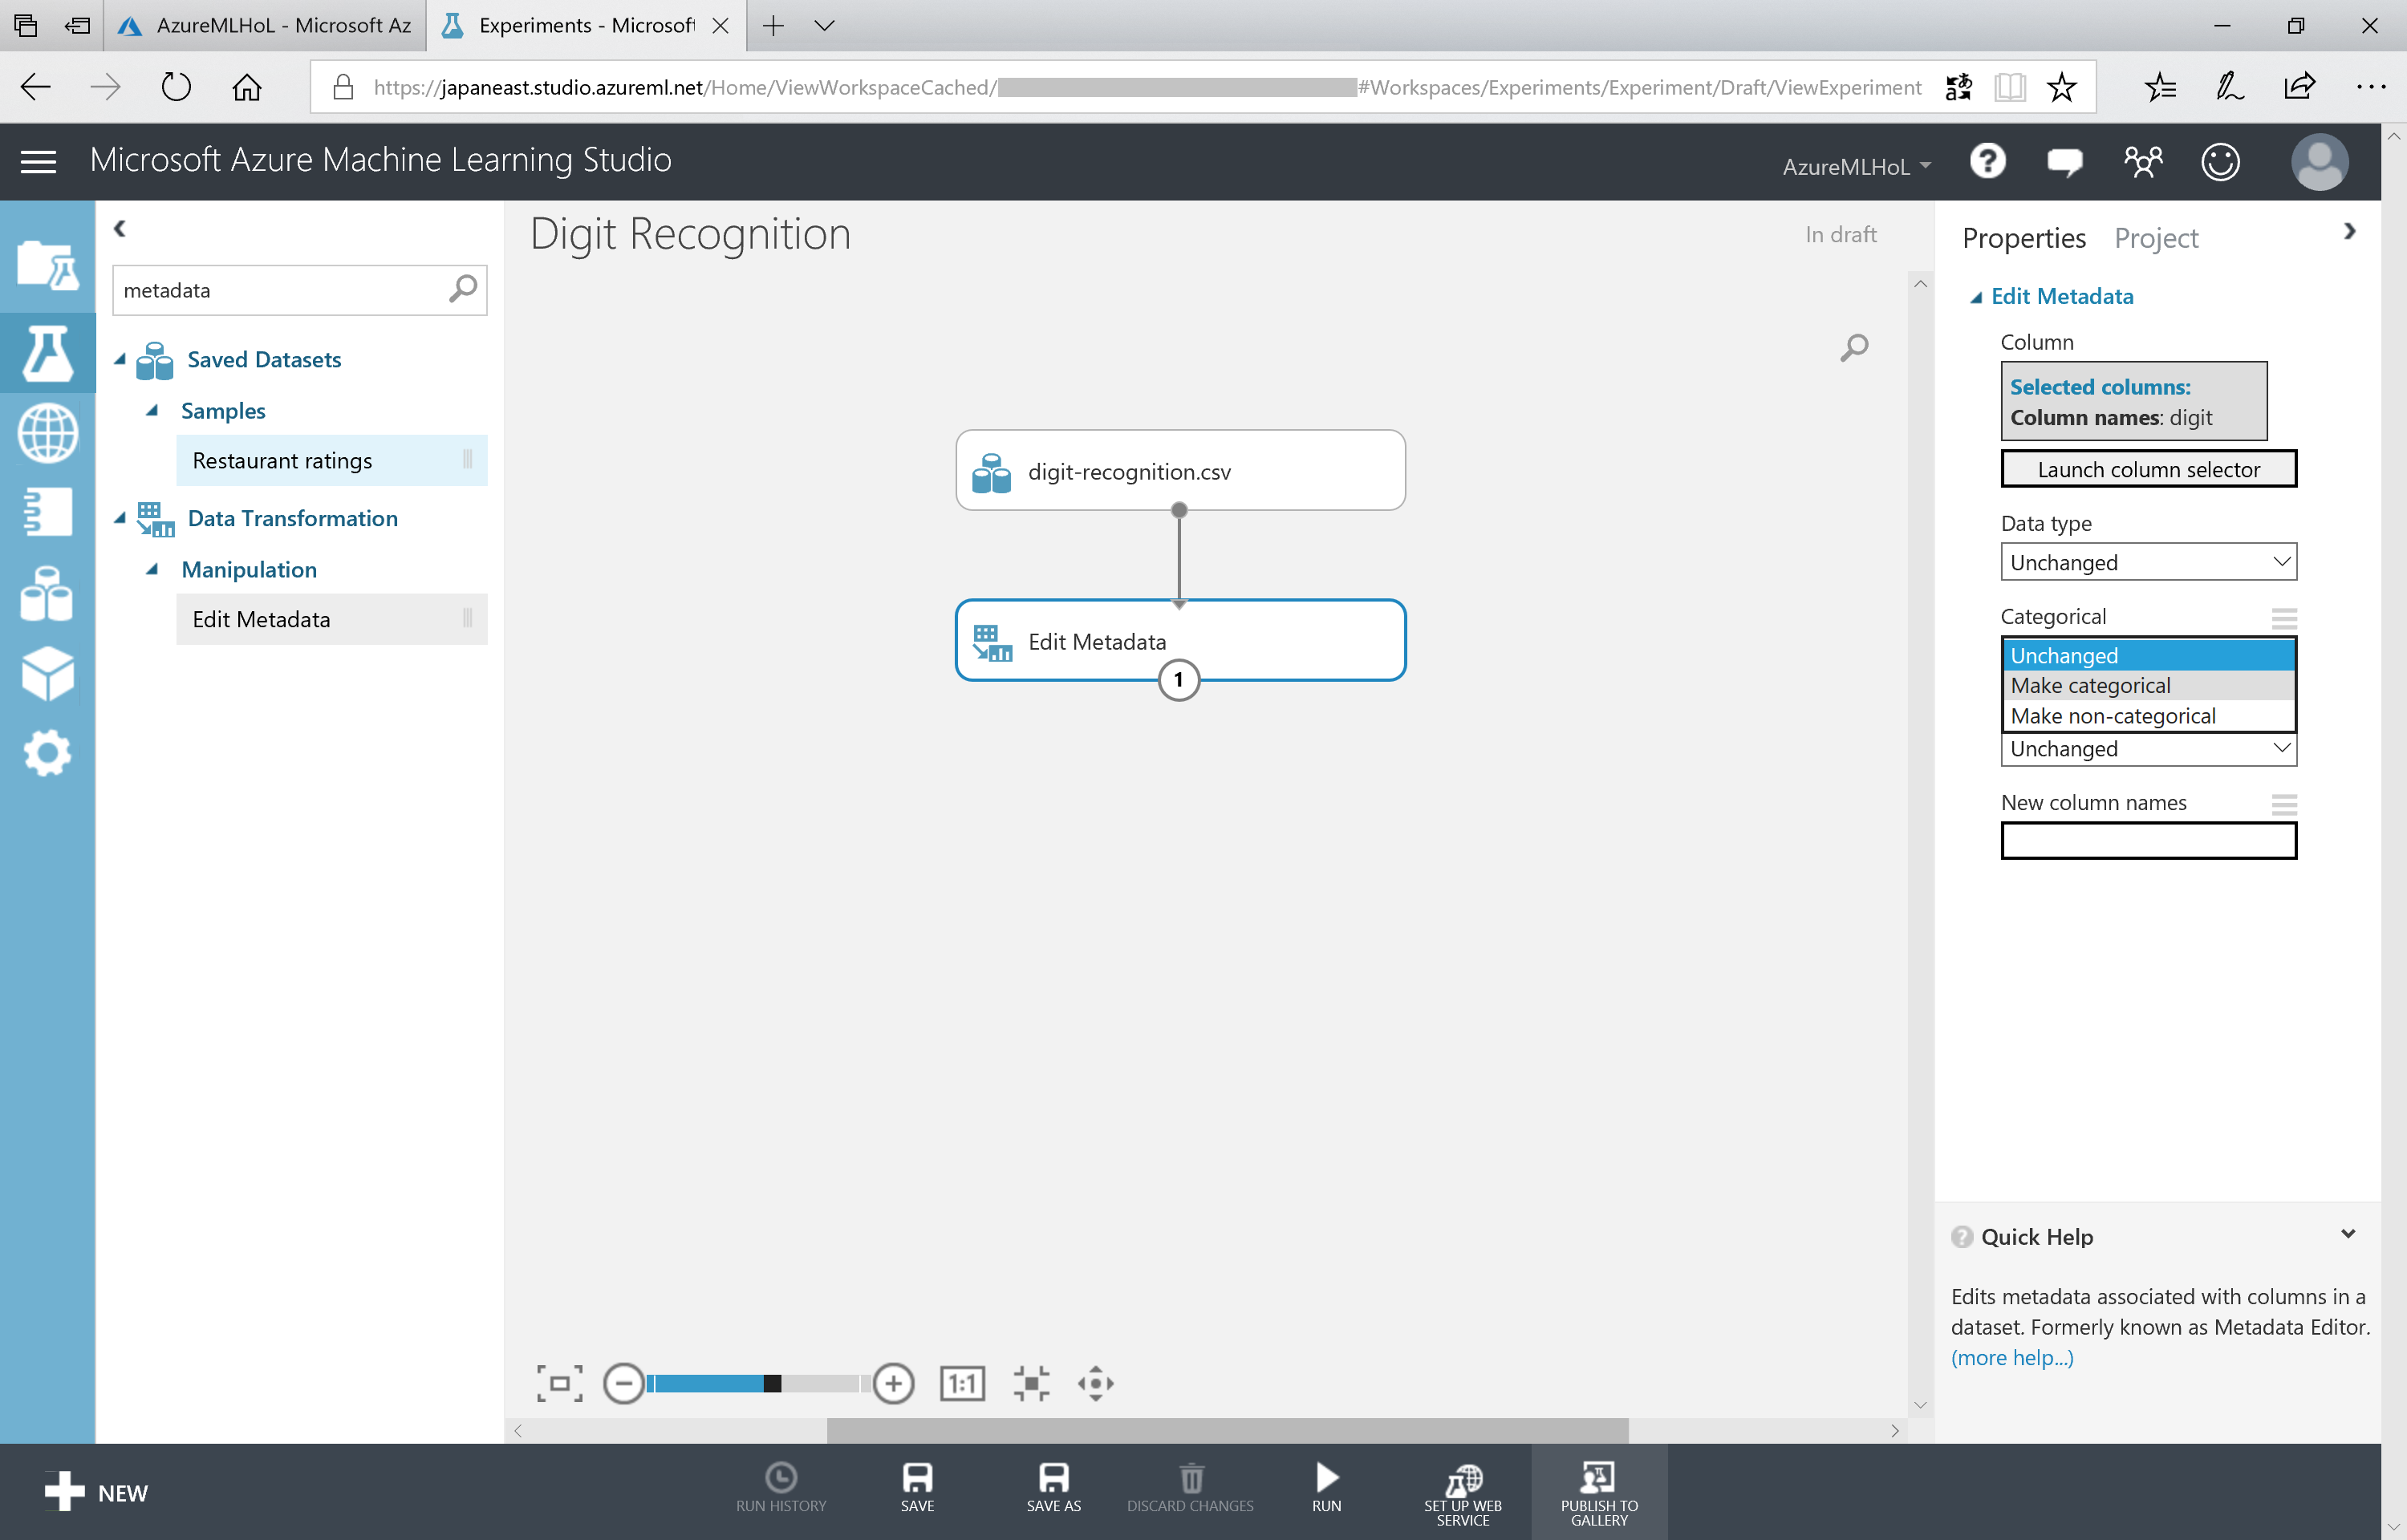 AzureMLHoL - Microsoft Az
Experiments - Microsoft
https://japaneast.studio.azureml.net/Home/ViewWorkspaceCached/
#Workspaces/Experiments/Experiment/Draft/ViewExperiment
Microsoft Azure Machine Learning Studio
AzureMLHoL
metadata
Saved Datasets
Samples
Restaurant ratings
Data Transformation
Manipulation
Edit Metadata
Digit Recognition
In draft
digit-recognition.csv
Edit Metadata
1
1:1
Properties
Project
Edit Metadata
Column
Selected columns:
Column names: digit
Launch column selector
Data type
Unchanged
Categorical
Unchanged
Make categorical
Make non-categorical
Unchanged
New column names
Quick Help
Edits metadata associated with columns in a
dataset. Formerly known as Metadata Editor.
(more help...)
NEW
RUN HISTORY
SAVE
SAVE AS
DISCARD CHANGES
RUN
SET UP WEB
SERVICE
PUBLISH TO
GALLERY